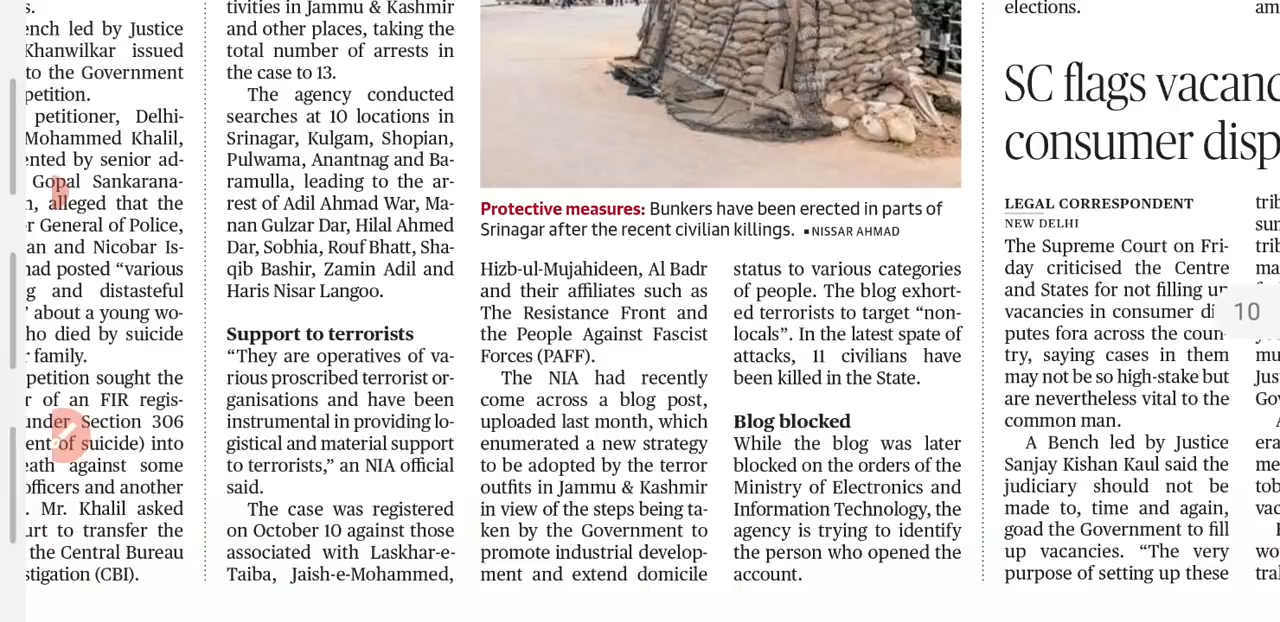 s.
ench led by Justice
Khanwilkar issued
to the Government
petition.
petitioner, Delhi-
Mohammed Khalil,
ented by senior ad-
Gopal Sankarana-
n, alleged that the
r General of Police,
an and Nicobar Is-
had posted “various
g and distasteful
” about a young wo-
ho died by suicide
r family.
petition sought the
r of an FIR regis-
under Section 306
ent of suicide) into
eath against some
officers and another
. Mr. Khalil asked
urt to transfer the
the Central Bureau
stigation (CBI).
tivities in Jammu & Kashmir
and other places, taking the
total number of arrests in
the case to 13.
The agency conducted
searches at 10 locations in
Srinagar, Kulgam, Shopian,
Pulwama, Anantnag and Ba-
ramulla, leading to the ar-
rest of Adil Ahmad War, Ma-
nan Gulzar Dar, Hilal Ahmed
Dar, Sobhia, Rouf Bhatt, Sha-
qib Bashir, Zamin Adil and
Haris Nisar Langoo.
Support to terrorists
“They are operatives of va-
rious proscribed terrorist or-
ganisations and have been
instrumental in providing lo-
gistical and material support
to terrorists,” an NIA official
said.
The case was registered
on October 10 against those
associated with Laskhar-e-
Taiba, Jaish-e-Mohammed,
Protective measures: Bunkers have been erected in parts of
Srinagar after the recent civilian killings. ▪ NISSAR AHMAD
Hizb-ul-Mujahideen, Al Badr
and their affiliates such as
The Resistance Front and
the People Against Fascist
Forces (PAFF).
The NIA had recently
come across a blog post,
uploaded last month, which
enumerated a new strategy
to be adopted by the terror
outfits in Jammu & Kashmir
in view of the steps being ta-
ken by the Government to
promote industrial develop-
ment and extend domicile
status to various categories
of people. The blog exhort-
ed terrorists to target “non-
locals”. In the latest spate of
attacks, 11 civilians have
been killed in the State.
Blog blocked
While the blog was later
blocked on the orders of the
Ministry of Electronics and
Information Technology, the
agency is trying to identify
the person who opened the
account.
elections.
SC flags vacanc
consumer disp
LEGAL CORRESPONDENT
NEW DELHI
The Supreme Court on Fri-
day criticised the Centre
and States for not filling up
vacancies in consumer di
putes fora across the coun-
try, saying cases in them
may not be so high-stake but
are nevertheless vital to the
common man.
A Bench led by Justice
Sanjay Kishan Kaul said the
judiciary should not be
made to, time and again,
goad the Government to fill
up vacancies. “The very
purpose of setting up these
am
trib
sun
trib
ma
10
mu
Jus
Gov
era
me
tob
vac
wo
tral